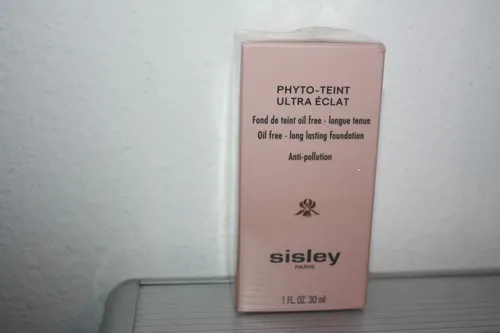 PHYTO-TEINT
ULTRA ÉCLAT
Fond de teint oil free - longue tenue
Oil free - long lasting foundation
Anti-pollution
sisley
PARIS
1 FL. OZ. 30 ml